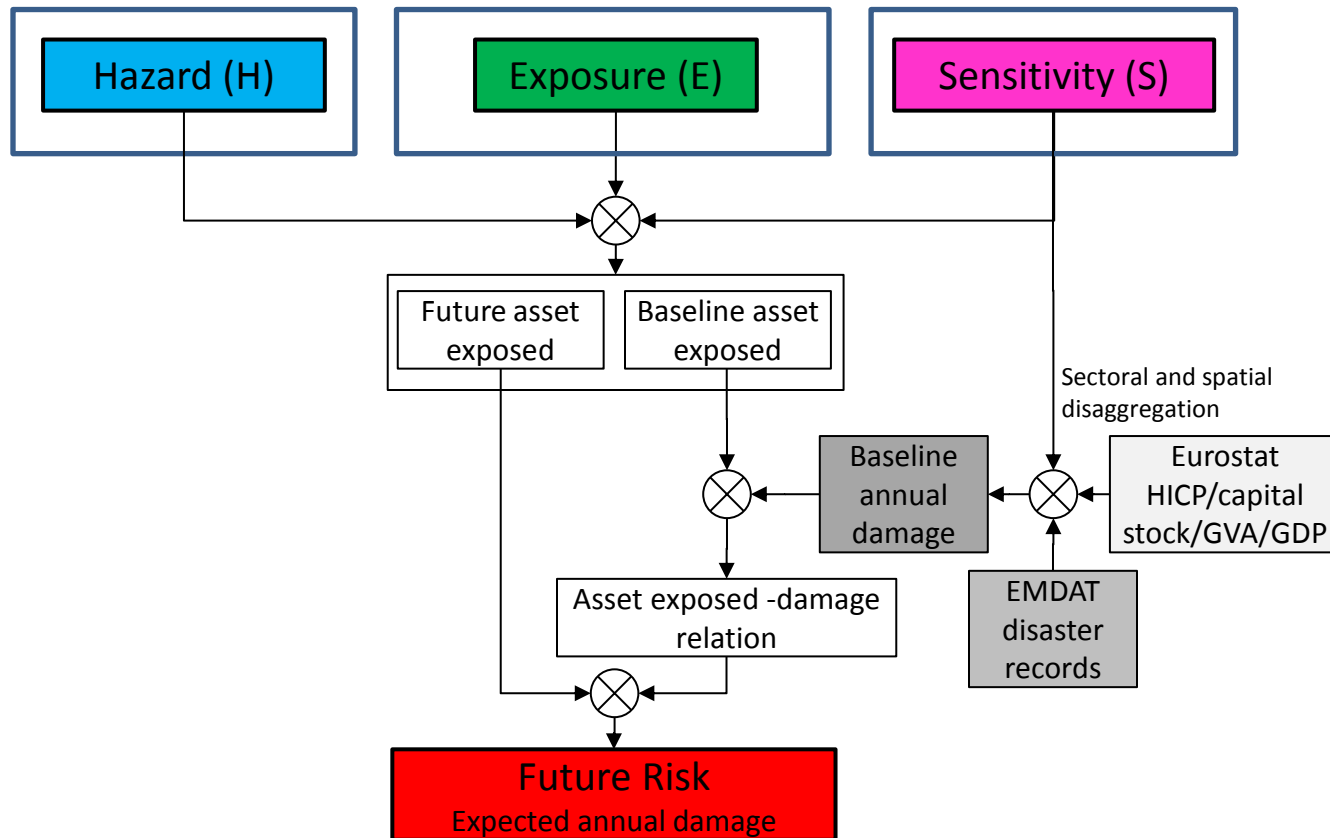 Hazard (H)
Exposure (E)
Sensitivity (S)
Future asset
exposed
Baseline asset
exposed
Sectoral and spatial
disaggregation
Baseline
annual
damage
Eurostat
HICP/capital
stock/GVA/GDP
EMDAT
disaster
records
Asset exposed -damage
relation
Future Risk
Expected annual damage